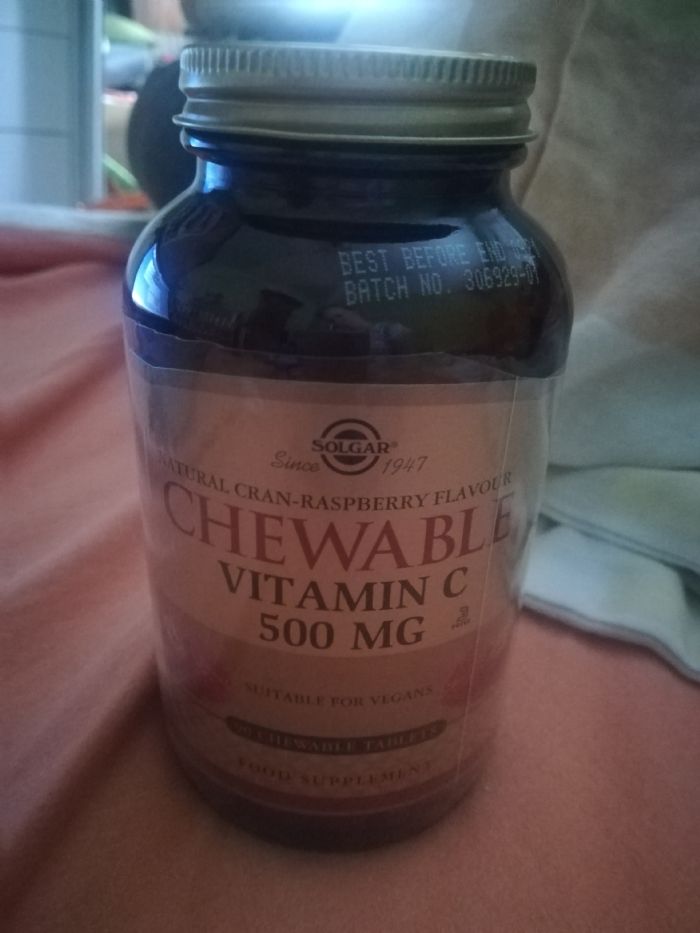 BEST BEFORE END
BATCH NO. 306929-01
SOLGAR®
Since 1947
NATURAL CRAN-RASPBERRY FLAVOUR
CHEWABLE
VITAMIN C
500 MG
SUITABLE FOR VEGANS
90 CHEWABLE TABLETS
FOOD SUPPLEMENT